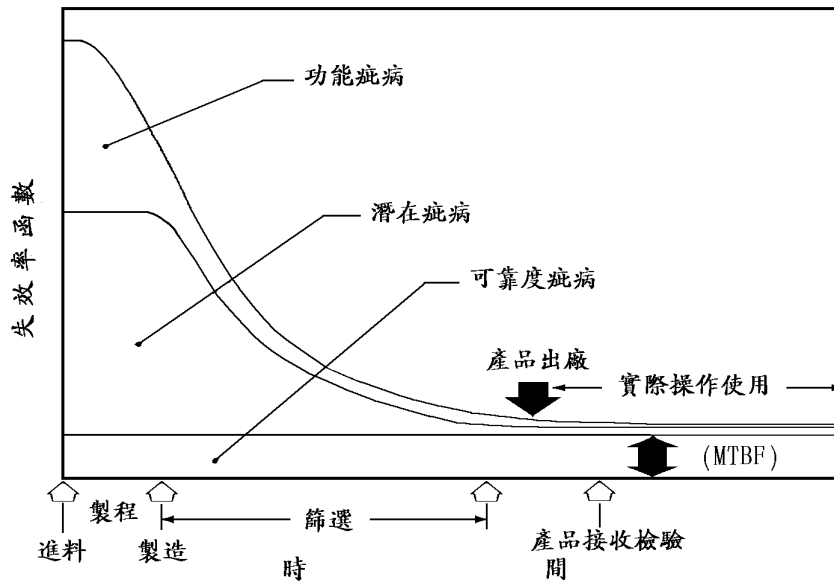 功能疵病
潛在疵病
可靠度疵病
失效率函數
產品出廠
實際操作使用
(MTBF)
製程
篩選
進料
製造
產品接收檢驗
時間